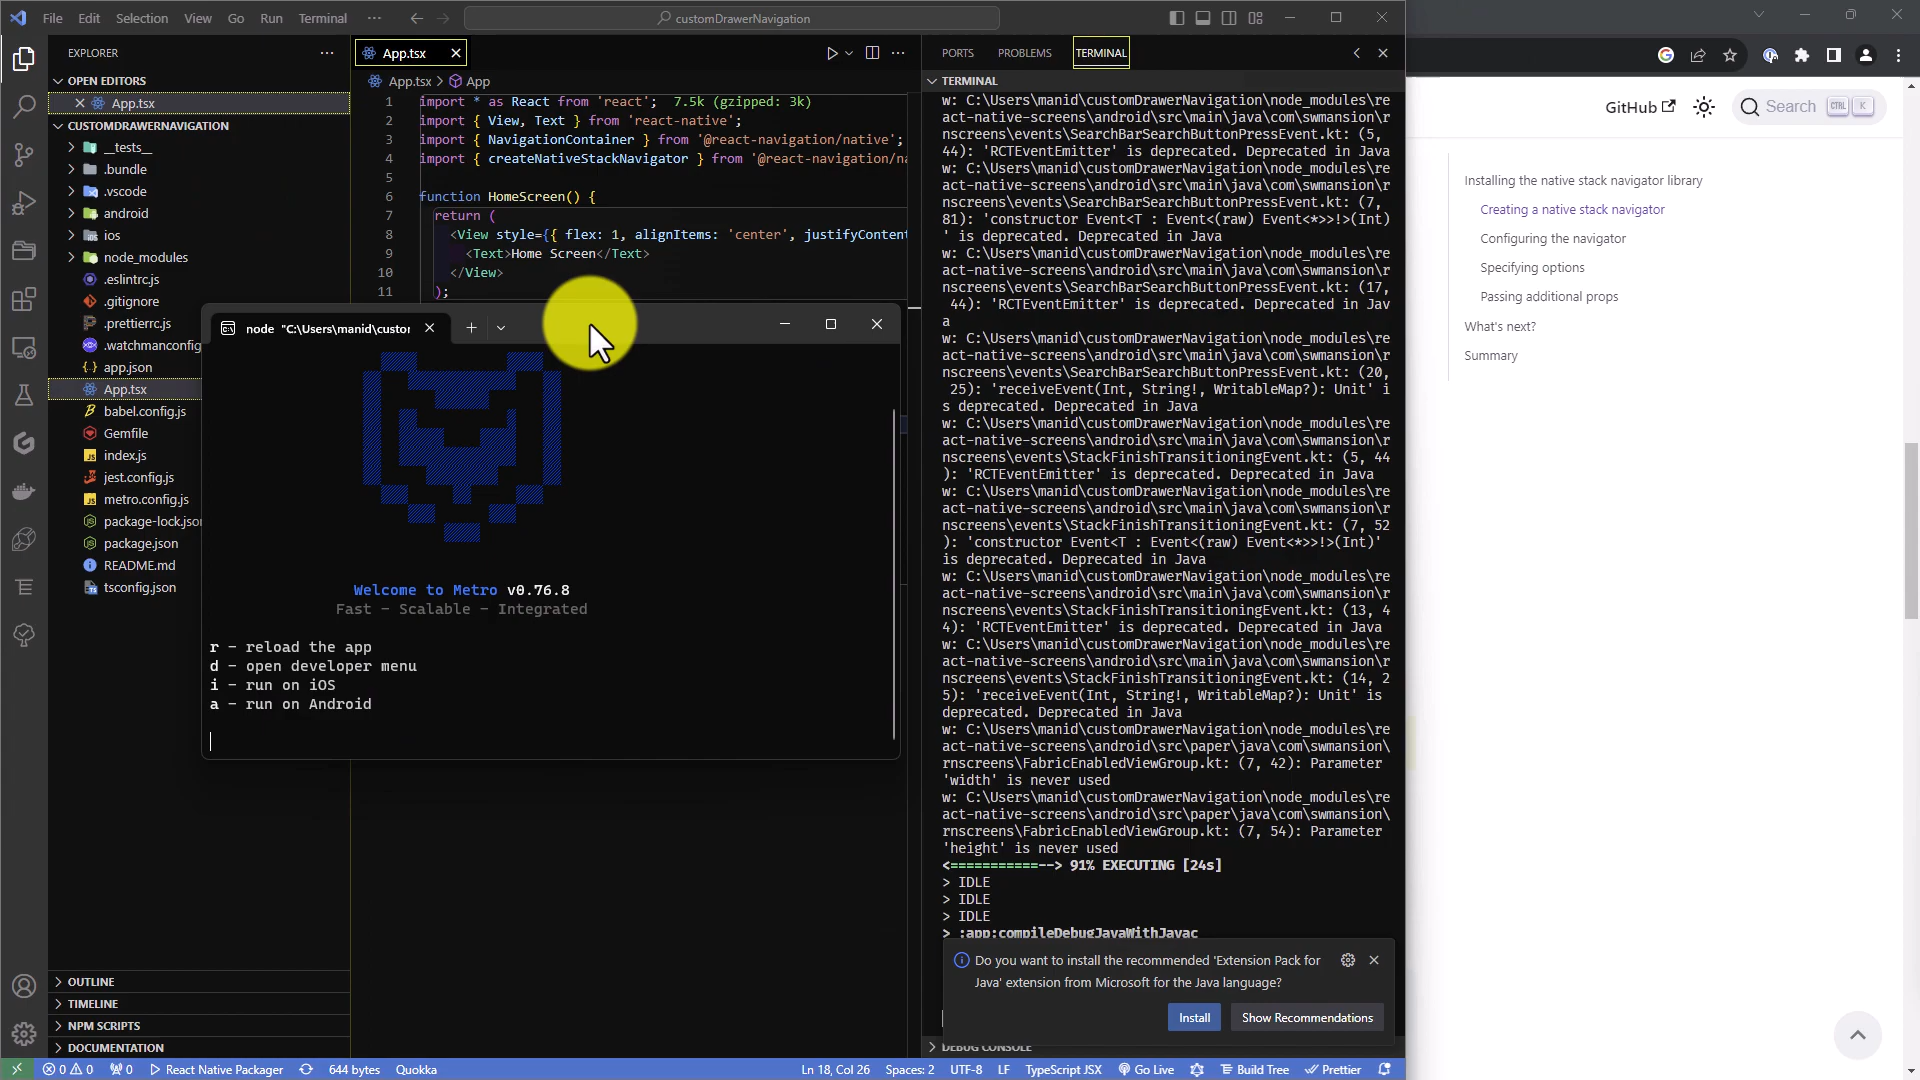 File Edit Selection View Go Run Terminal ··· customDrawerNavigation
EXPLORER
OPEN EDITORS
App.tsx
CUSTOMDRAWERNAVIGATION
__tests__
.bundle
.vscode
android
ios
node_modules
.eslintrc.js
.gitignore
.prettierrc.js
.watchmanconfig
app.json
App.tsx
babel.config.js
Gemfile
index.js
jest.config.js
metro.config.js
package-lock.json
package.json
README.md
tsconfig.json
OUTLINE
TIMELINE
NPM SCRIPTS
DOCUMENTATION
App.tsx
App.tsx > App
1 import * as React from 'react'; 7.5k (gzipped: 3k)
2 import { View, Text } from 'react-native';
3 import { NavigationContainer } from '@react-navigation/native';
4 import { createNativeStackNavigator } from '@react-navigation/na
5
6 function HomeScreen() {
7 return (
8 <View style={{ flex: 1, alignItems: 'center', justifyContent
9 <Text>Home Screen</Text>
10 </View>
11 );
node "C:\Users\manid\custor
Welcome to Metro v0.76.8
Fast - Scalable - Integrated
r - reload the app
d - open developer menu
i - run on iOS
a - run on Android
PORTS PROBLEMS TERMINAL
TERMINAL
w: C:\Users\manid\customDrawerNavigation\node_modules\re
act-native-screens\android\src\main\java\com\swmansion\r
nscreens\events\SearchBarSearchButtonPressEvent.kt: (5,
44): 'RCTEventEmitter' is deprecated. Deprecated in Java
w: C:\Users\manid\customDrawerNavigation\node_modules\re
act-native-screens\android\src\main\java\com\swmansion\r
nscreens\events\SearchBarSearchButtonPressEvent.kt: (7,
81): 'constructor Event<T : Event<(raw) Event<*>>!>(Int)
' is deprecated. Deprecated in Java
w: C:\Users\manid\customDrawerNavigation\node_modules\re
act-native-screens\android\src\main\java\com\swmansion\r
nscreens\events\SearchBarSearchButtonPressEvent.kt: (17,
44): 'RCTEventEmitter' is deprecated. Deprecated in Jav
a
w: C:\Users\manid\customDrawerNavigation\node_modules\re
act-native-screens\android\src\main\java\com\swmansion\r
nscreens\events\SearchBarSearchButtonPressEvent.kt: (20,
25): 'receiveEvent(Int, String!, WritableMap?): Unit' i
s deprecated. Deprecated in Java
w: C:\Users\manid\customDrawerNavigation\node_modules\re
act-native-screens\android\src\main\java\com\swmansion\r
nscreens\events\StackFinishTransitioningEvent.kt: (5, 44
): 'RCTEventEmitter' is deprecated. Deprecated in Java
w: C:\Users\manid\customDrawerNavigation\node_modules\re
act-native-screens\android\src\main\java\com\swmansion\r
nscreens\events\StackFinishTransitioningEvent.kt: (7, 52
): 'constructor Event<T : Event<(raw) Event<*>>!>(Int)'
is deprecated. Deprecated in Java
w: C:\Users\manid\customDrawerNavigation\node_modules\re
act-native-screens\android\src\main\java\com\swmansion\r
nscreens\events\StackFinishTransitioningEvent.kt: (13, 4
4): 'RCTEventEmitter' is deprecated. Deprecated in Java
w: C:\Users\manid\customDrawerNavigation\node_modules\re
act-native-screens\android\src\main\java\com\swmansion\r
nscreens\events\StackFinishTransitioningEvent.kt: (14, 2
5): 'receiveEvent(Int, String!, WritableMap?): Unit' is
deprecated. Deprecated in Java
w: C:\Users\manid\customDrawerNavigation\node_modules\re
act-native-screens\android\src\paper\java\com\swmansion\
rnscreens\FabricEnabledViewGroup.kt: (7, 42): Parameter
'width' is never used
w: C:\Users\manid\customDrawerNavigation\node_modules\re
act-native-screens\android\src\paper\java\com\swmansion\
rnscreens\FabricEnabledViewGroup.kt: (7, 54): Parameter
'height' is never used
<===========--> 91% EXECUTING [24s]
> IDLE
> IDLE
> IDLE
> :app:compileDebugJavaWithJavac
Do you want to install the recommended 'Extension Pack for
Java' extension from Microsoft for the Java language?
Install Show Recommendations
DEBUG CONSOLE
GitHub Search CTRL K
Installing the native stack navigator library
Creating a native stack navigator
Configuring the navigator
Specifying options
Passing additional props
What's next?
Summary
0 0 0 React Native Packager 644 bytes Quokka Ln 18, Col 26 Spaces: 2 UTF-8 LF TypeScript JSX Go Live Build Tree Prettier